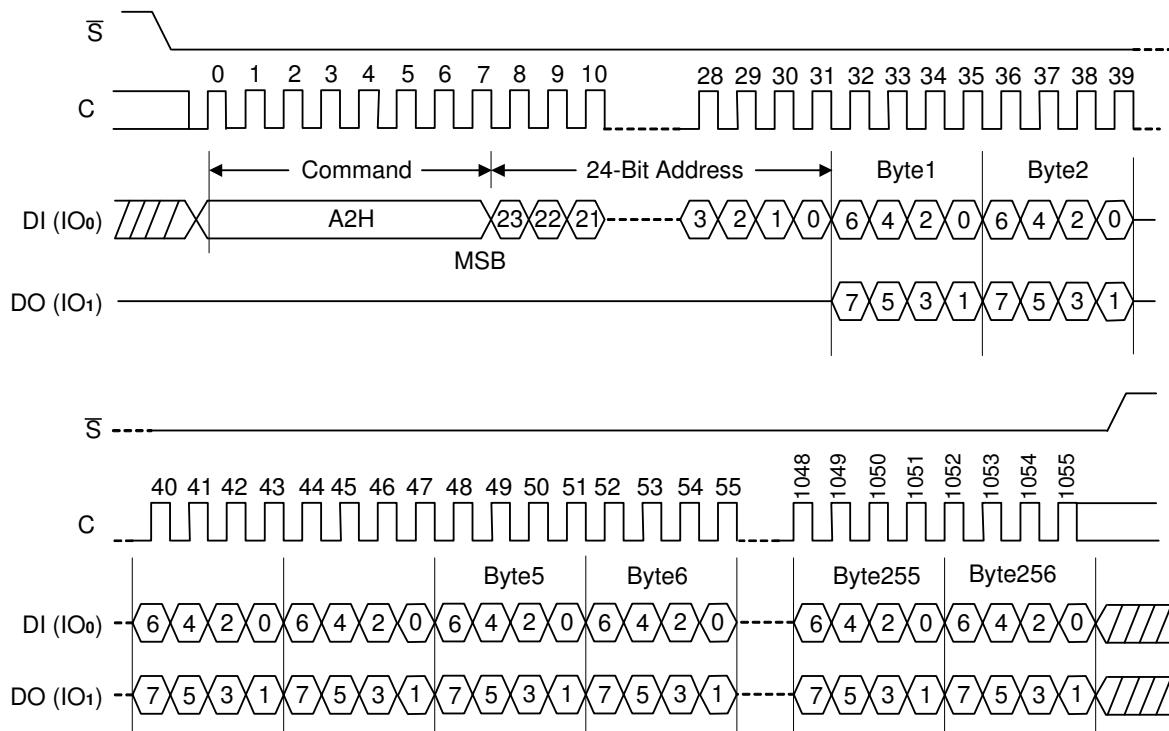 S
0 1 2 3 4 5 6 7 8 9 10 28 29 30 31 32 33 34 35 36 37 38 39
C
Command 24-Bit Address Byte1 Byte2
DI (IO0) A2H 23 22 21 3 2 1 0 6 4 2 0 6 4 2 0
MSB
DO (IO1) 7 5 3 1 7 5 3 1
S
40 41 42 43 44 45 46 47 48 49 50 51 52 53 54 55 1048 1049 1050 1051 1052 1053 1054 1055
C
Byte5 Byte6 Byte255 Byte256
DI (IO0) 6 4 2 0 6 4 2 0 6 4 2 0 6 4 2 0 6 4 2 0 6 4 2 0
DO (IO1) 7 5 3 1 7 5 3 1 7 5 3 1 7 5 3 1 7 5 3 1 7 5 3 1